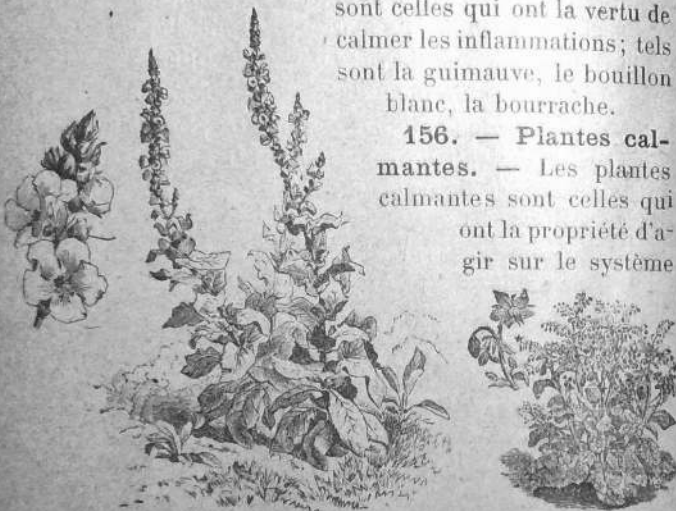 sont celles qui ont la vertu de
calmer les inflammations; tels
sont la guimauve, le bouillon
blanc, la bourrache.
156. — Plantes cal-
mantes. — Les plantes
calmantes sont celles qui
ont la propriété d'a-
gir sur le système